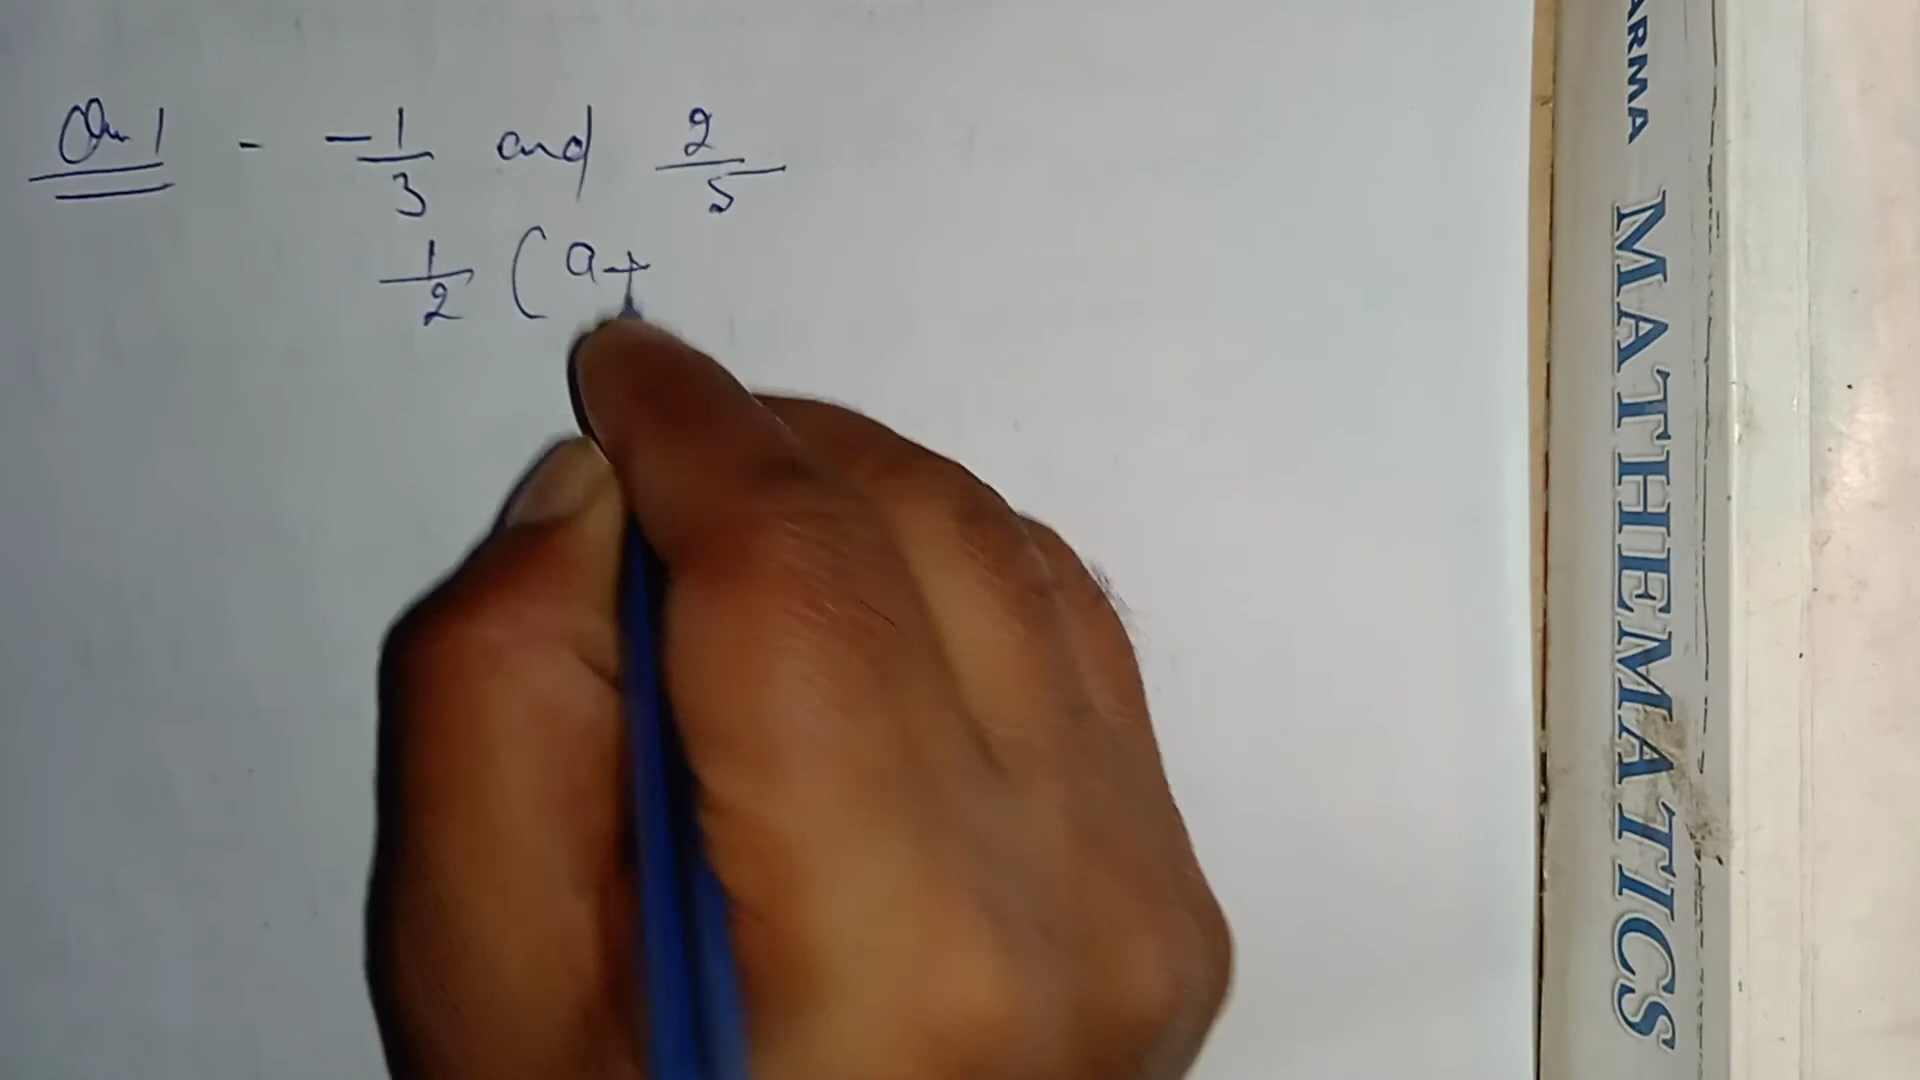 Qn 1 - -1/3 and 2/5
1/2 (a+
ARMA MATHEMATICS